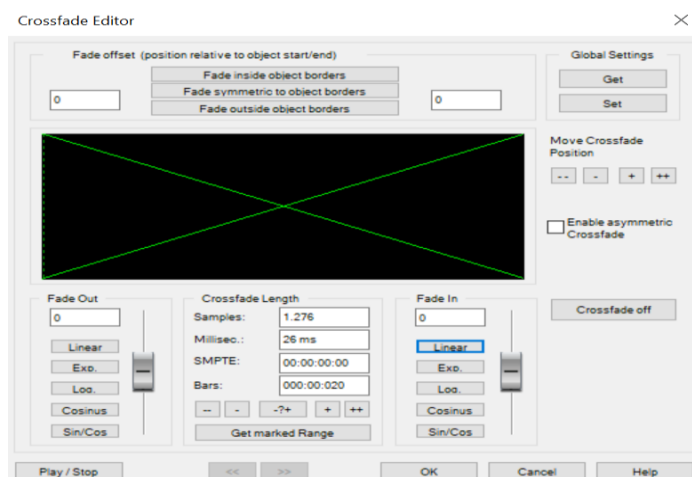 Crossfade Editor
Fade offset (position relative to object start/end)
Global Settings
Fade inside object borders
Get
0
Fade symmetric to object borders
0
Fade outside object borders
Set
Move Crossfade
Position
--
-
+
++
Enable asymmetric
Crossfade
Fade Out
Crossfade Length
Fade In
0
Samples:
1.276
0
Crossfade off
Linear
Millisec.:
26 ms
Linear
Exp.
SMPTE:
00:00:00:00
Exp.
Log.
Bars:
000:00:020
Log.
Cosinus
--
-
-?+
+
++
Cosinus
Sin/Cos
Get marked Range
Sin/Cos
Play / Stop
<<
>>
OK
Cancel
Help